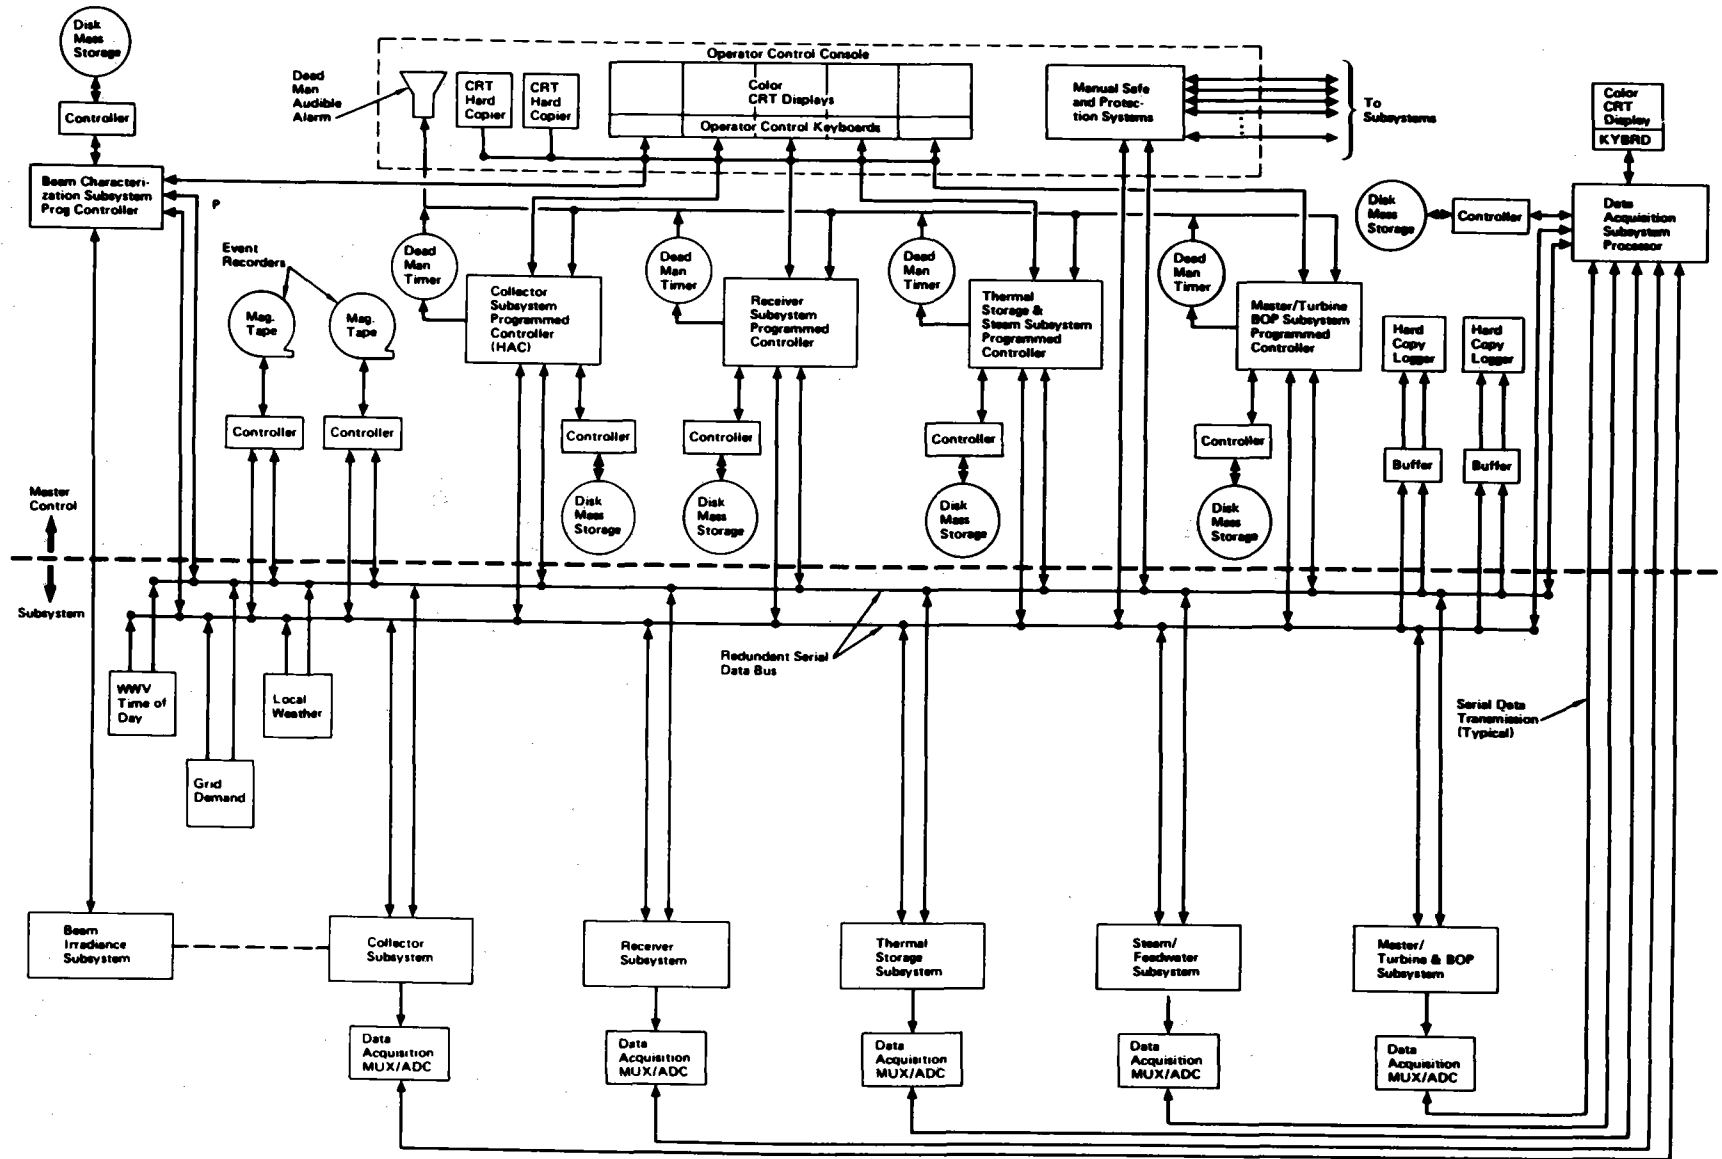 Disk
Mass
Storage
Controller
Beam Characteri-
zation Subsystem
Prog Controller
P
Dead
Man
Audible
Alarm
Operator Control Console
CRT
Hard
Copier
CRT
Hard
Copier
Color
CRT Displays
Operator Control Keyboards
Manual Safe
and Protec-
tion Systems
To
Subsystems
Color
CRT
Display
KYBRD
Disk
Mass
Storage
Controller
Data
Acquisition
Subsystem
Processor
Event
Recorders
Mag.
Tape
Mag.
Tape
Controller
Controller
Dead
Man
Timer
Collector
Subsystem
Programmed
Controller
(HAC)
Dead
Man
Timer
Receiver
Subsystem
Programmed
Controller
Dead
Man
Timer
Thermal
Storage &
Steam Subsystem
Programmed
Controller
Dead
Man
Timer
Master/Turbine
BOP Subsystem
Programmed
Controller
Hard
Copy
Logger
Hard
Copy
Logger
Controller
Disk
Mass
Storage
Controller
Disk
Mass
Storage
Controller
Disk
Mass
Storage
Controller
Disk
Mass
Storage
Buffer
Buffer
Master
Control
Subsystem
WWV
Time of
Day
Local
Weather
Grid
Demand
Redundant Serial
Data Bus
Serial Data
Transmission
(Typical)
Beam
Irradiance
Subsystem
Collector
Subsystem
Receiver
Subsystem
Thermal
Storage
Subsystem
Steam/
Feedwater
Subsystem
Master/
Turbine & BOP
Subsystem
Data
Acquisition
MUX/ADC
Data
Acquisition
MUX/ADC
Data
Acquisition
MUX/ADC
Data
Acquisition
MUX/ADC
Data
Acquisition
MUX/ADC